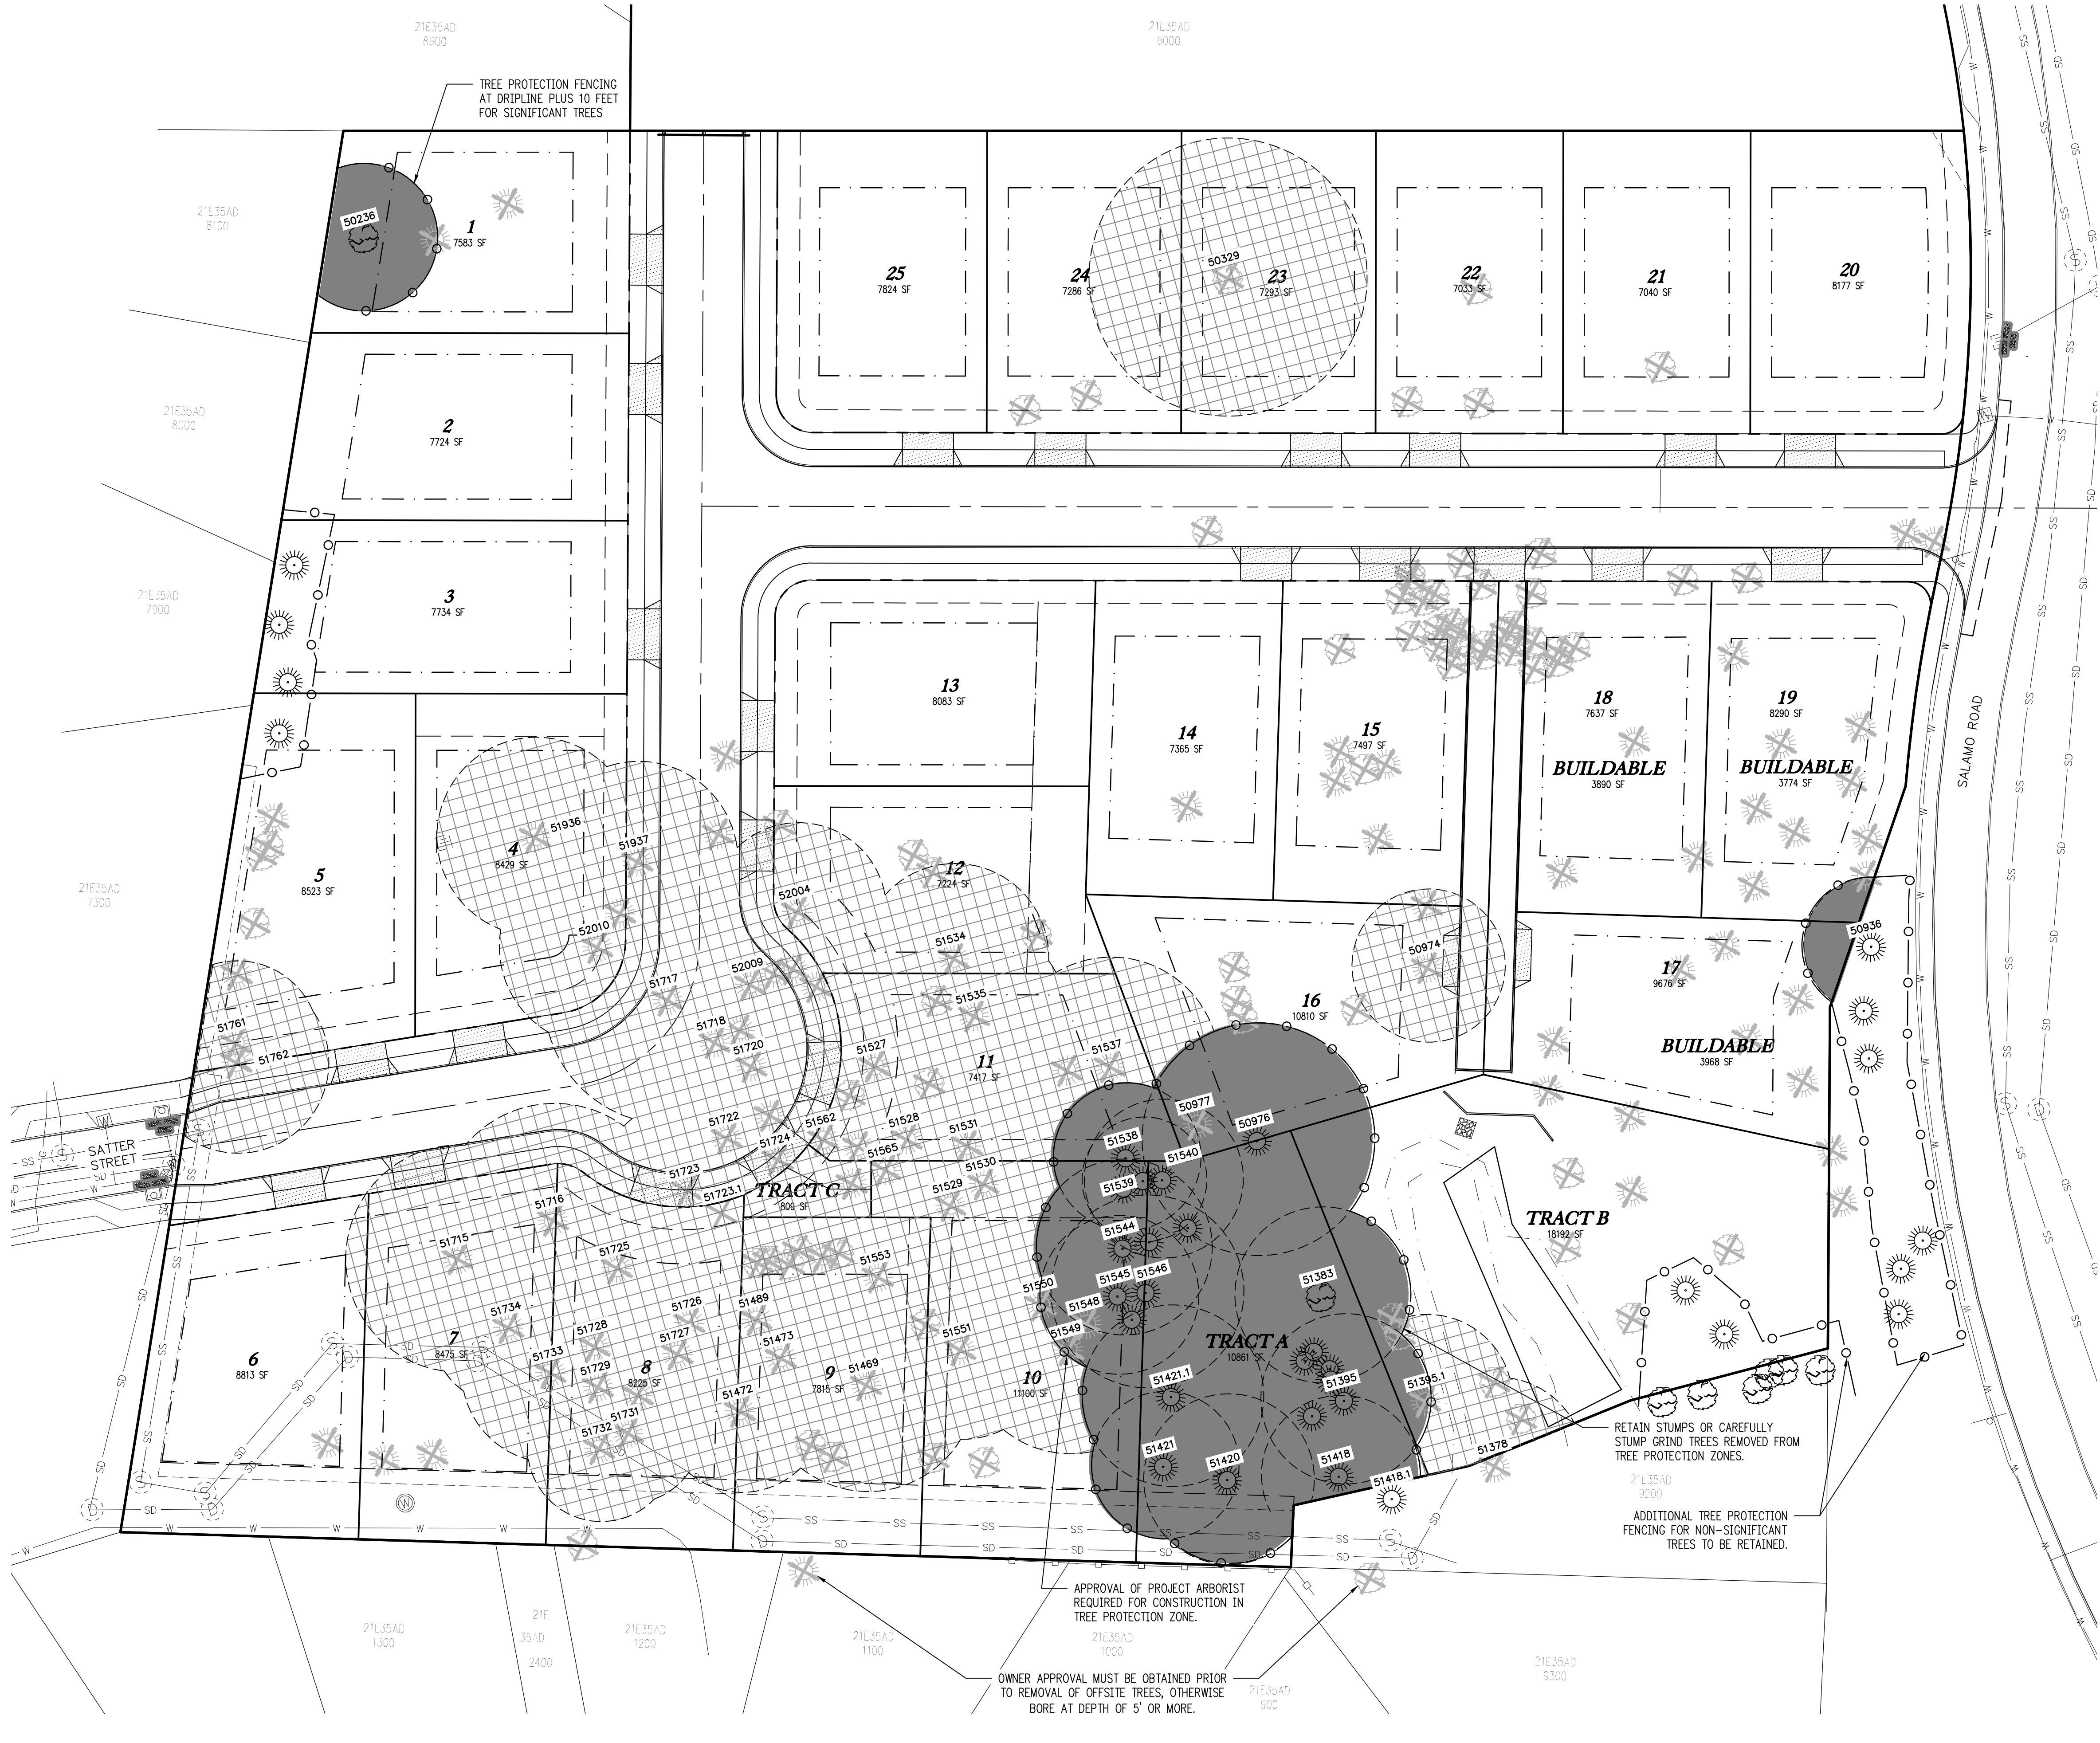 21E35AD
8600
21E35AD
9000
TREE PROTECTION FENCING
AT DRIPLINE PLUS 10 FEET
FOR SIGNIFICANT TREES
21E35AD
8100
50236
1
7583 SF
25
7824 SF
24
7286 SF
50329
23
7293 SF
22
7033 SF
21
7040 SF
20
8177 SF
21E35AD
8000
2
7724 SF
21E35AD
7900
3
7734 SF
13
8083 SF
14
7365 SF
15
7497 SF
18
7637 SF
BUILDABLE
3890 SF
19
8290 SF
BUILDABLE
3774 SF
SALAMO ROAD
21E35AD
7300
5
8523 SF
4
8429 SF
51936
51937
52010
52004
12
7224 SF
51534
50974
50936
51717
52009
51535
16
10810 SF
17
9676 SF
BUILDABLE
3968 SF
51761
51762
51718
51720
51527
11
7417 SF
51537
SATTER
STREET
51722
51724
51562
51528
51565
51531
51530
51529
50977
50976
51538
51540
51539
51723
51723.1
TRACT C
809 SF
51716
51715
51725
51553
51544
51545
51546
51550
51548
51549
51383
TRACT B
18192 SF
51734
51726
51489
51728
51727
51473
51551
51733
51729
51469
51472
51731
51732
6
8813 SF
7
8475 SF
8
8225 SF
9
7815 SF
10
11100 SF
TRACT A
10861 SF
51421.1
51395
51395.1
51421
51420
51418
51418.1
51378
RETAIN STUMPS OR CAREFULLY
STUMP GRIND TREES REMOVED FROM
TREE PROTECTION ZONES.
21E35AD
9200
ADDITIONAL TREE PROTECTION
FENCING FOR NON-SIGNIFICANT
TREES TO BE RETAINED.
APPROVAL OF PROJECT ARBORIST
REQUIRED FOR CONSTRUCTION IN
TREE PROTECTION ZONE.
21E35AD
1300
21E
35AD
2400
21E35AD
1200
21E35AD
1100
21E35AD
1000
OWNER APPROVAL MUST BE OBTAINED PRIOR
TO REMOVAL OF OFFSITE TREES, OTHERWISE
BORE AT DEPTH OF 5' OR MORE.
21E35AD
900
21E35AD
9300